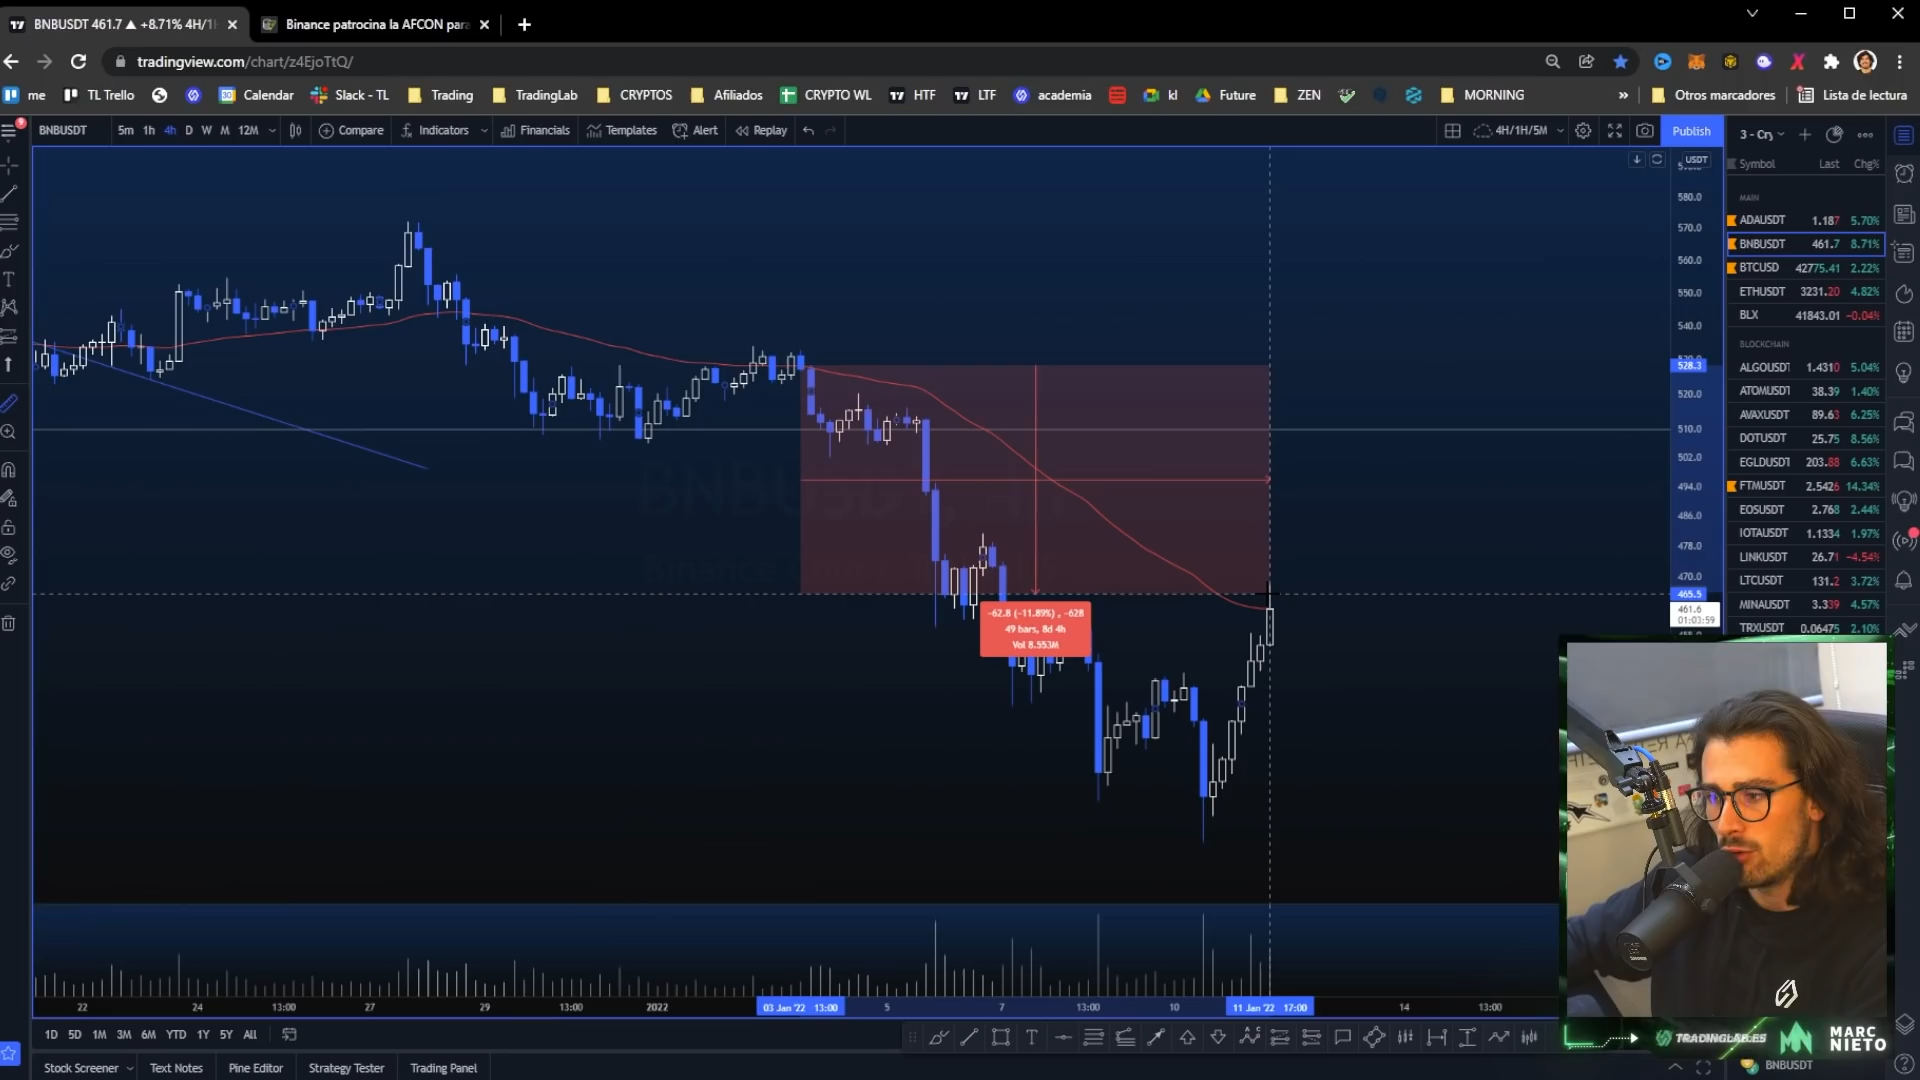 BNBUSDT 461.7 ▲ +8.71% 4H/1H
Binance patrocina la AFCON para
tradingview.com/chart/z4EjoTtQ/
me TL Trello Calendar Slack - TL Trading TradingLab CRYPTOS Afiliados CRYPTO WL HTF LTF academia kl Future ZEN MORNING » Otros marcadores Lista de lectura
BNBUSDT 5m 1h 4h D W M 12M Compare Indicators Financials Templates Alert Replay 4H/1H/5M Publish 3 - Cry
Symbol Last Chg%
MAIN
ADAUSDT 1.187 5.70%
BNBUSDT 461.7 8.71%
BTCUSD 42775.41 2.22%
ETHUSDT 3231.20 4.82%
BLX 41843.01 -0.04%
BLOCKCHAIN
ALGOUSDT 1.4310 5.04%
ATOMUSDT 38.39 1.40%
AVAXUSDT 89.63 6.25%
DOTUSDT 25.75 8.56%
EGLDUSDT 203.88 6.63%
FTMUSDT 2.5426 14.34%
EOSUSDT 2.768 2.44%
IOTAUSDT 1.1334 1.97%
LINKUSDT 26.71 -4.54%
LTCUSDT 131.2 3.72%
MINAUSDT 3.339 4.57%
TRXUSDT 0.06475 2.10%
USDT
580.0
570.0
560.0
550.0
540.0
528.3
520.0
510.0
502.0
494.0
486.0
478.0
470.0
465.5
461.6
01:03:59
BNBUSDT, 4H
-62.8 (-11.89%) , -628
49 bars, 8d 4h
Vol 8.553M
22 24 13:00 27 29 13:00 2022 03 Jan '22 13:00 5 7 13:00 10 11 Jan '22 17:00 14 13:00
1D 5D 1M 3M 6M YTD 1Y 5Y All
Stock Screener Text Notes Pine Editor Strategy Tester Trading Panel
TRADINGLAB.ES
MARC
NIETO
BNBUSDT